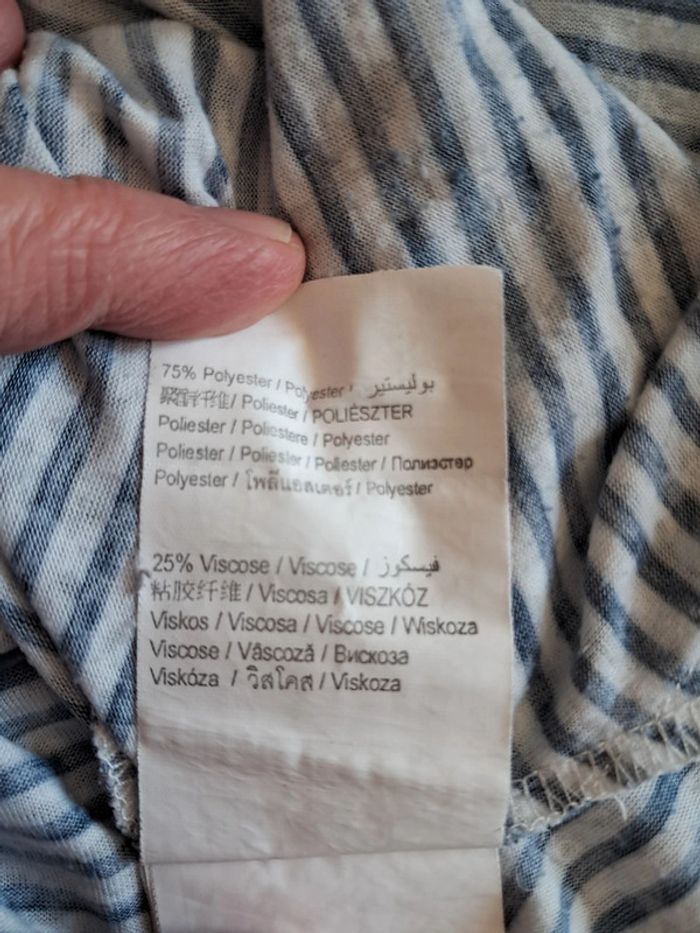 75% Polyester / Polyester / بوليستير
聚酯纤维/ Poliester / POLIÉSZTER
Poliester / Poliestere / Polyester
Poliester / Poliester / Poliester / Полиэстер
Polyester / โพลีเอสเตอร์ / Polyester
25% Viscose / Viscose / فيسكوز
粘胶纤维 / Viscosa / VISZKÓZ
Viskos / Viscosa / Viscose / Wiskoza
Viscose / Vâscoză / Вискоза
Viskóza / วิสโคส / Viskoza